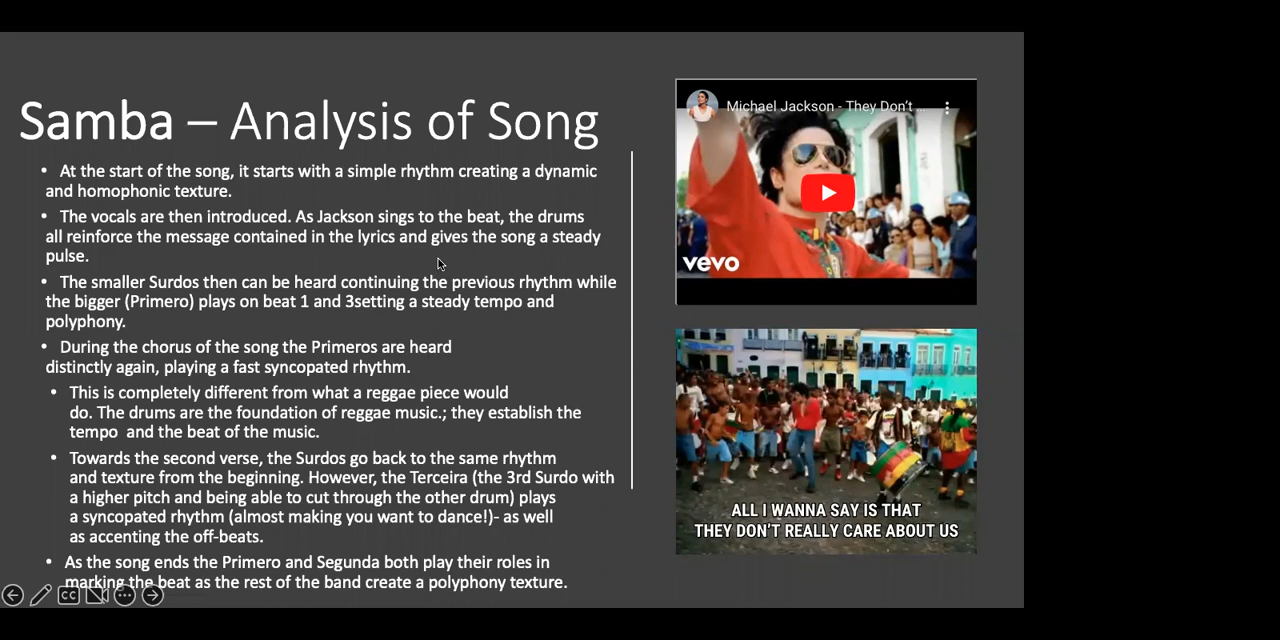 Samba – Analysis of Song
• At the start of the song, it starts with a simple rhythm creating a dynamic
and homophonic texture.
• The vocals are then introduced. As Jackson sings to the beat, the drums
all reinforce the message contained in the lyrics and gives the song a steady
pulse.
• The smaller Surdos then can be heard continuing the previous rhythm while
the bigger (Primero) plays on beat 1 and 3setting a steady tempo and
polyphony.
• During the chorus of the song the Primeros are heard
distinctly again, playing a fast syncopated rhythm.
• This is completely different from what a reggae piece would
do. The drums are the foundation of reggae music.; they establish the
tempo  and the beat of the music.
• Towards the second verse, the Surdos go back to the same rhythm
and texture from the beginning. However, the Terceira (the 3rd Surdo with
a higher pitch and being able to cut through the other drum) plays
a syncopated rhythm (almost making you want to dance!)- as well
as accenting the off-beats.
• As the song ends the Primero and Segunda both play their roles in
marking the beat as the rest of the band create a polyphony texture.
CC
Michael Jackson - They Don't ...
vevo
ALL I WANNA SAY IS THAT
THEY DON'T REALLY CARE ABOUT US